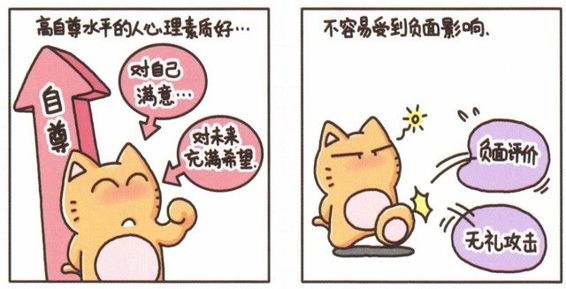 高自尊水平的人心理素质好…
对自己
满意…
对未来
充满希望.
自尊
不容易受到负面影响.
负面评价
无礼攻击